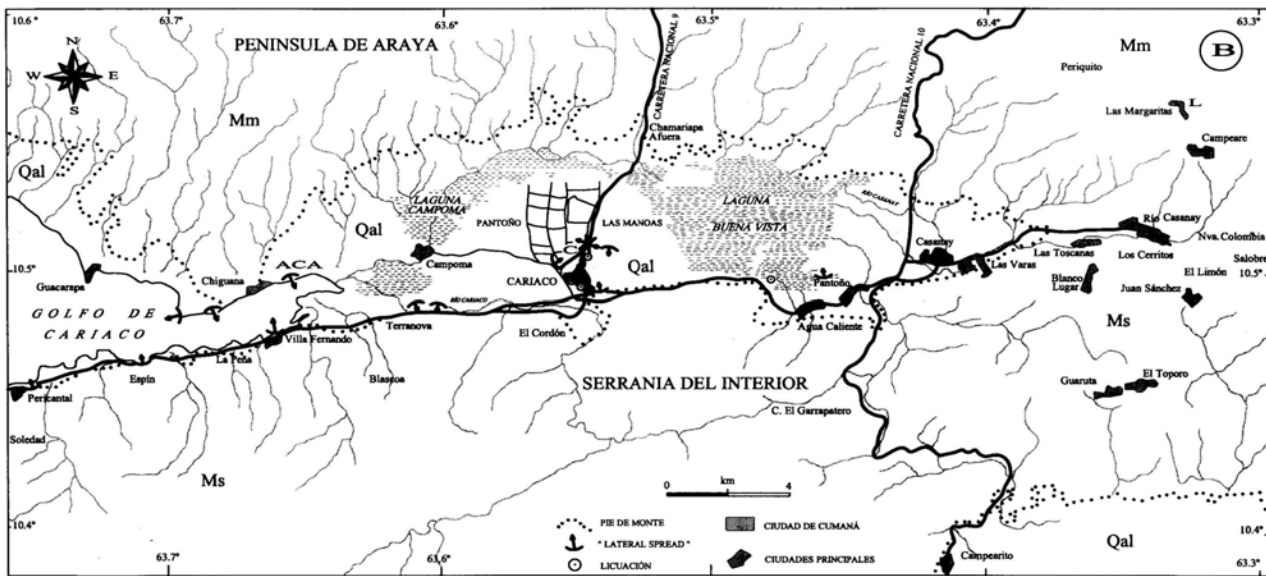 10.6°
63.7°
63.6°
63.5°
63.4°
63.3°
N
W E
S
PENINSULA DE ARAYA
CARRETERA NACIONAL 9
CARRETERA NACIONAL 10
Mm
B
Periquito
Las Margaritas
L
Campeare
Mm
Chamariapa
Afuera
Qal
LAGUNA
CAMPOMA
PANTOÑO
LAS MANOAS
LAGUNA
BUENA VISTA
RÍO CASANAY
Río Casanay
Nva. Colombia
Qal
Casanay
Las Toscanas
Los Cerritos
Salobre
10.5°
10.5°
ACA
C
Campoma
CARIACO
Qal
Pantoño
Las Varas
Blanco
Lugar
El Limón
Juan Sánchez
Guacarapa
Chiguana
GOLFO DE
CARIACO
RÍO CARIACO
Terranova
El Cordón
Agua Caliente
Ms
Villa Fernando
La Peña
Espín
Blascoa
Pericantal
SERRANIA DEL INTERIOR
Guaruta
El Toporo
C. El Garrapatero
Soledad
Ms
km
0 4
10.4°
10.4°
PIE DE MONTE
CIUDAD DE CUMANÁ
" LATERAL SPREAD "
LICUACIÓN
CIUDADES PRINCIPALES
Campearito
Qal
63.7°
63.6°
63.3°